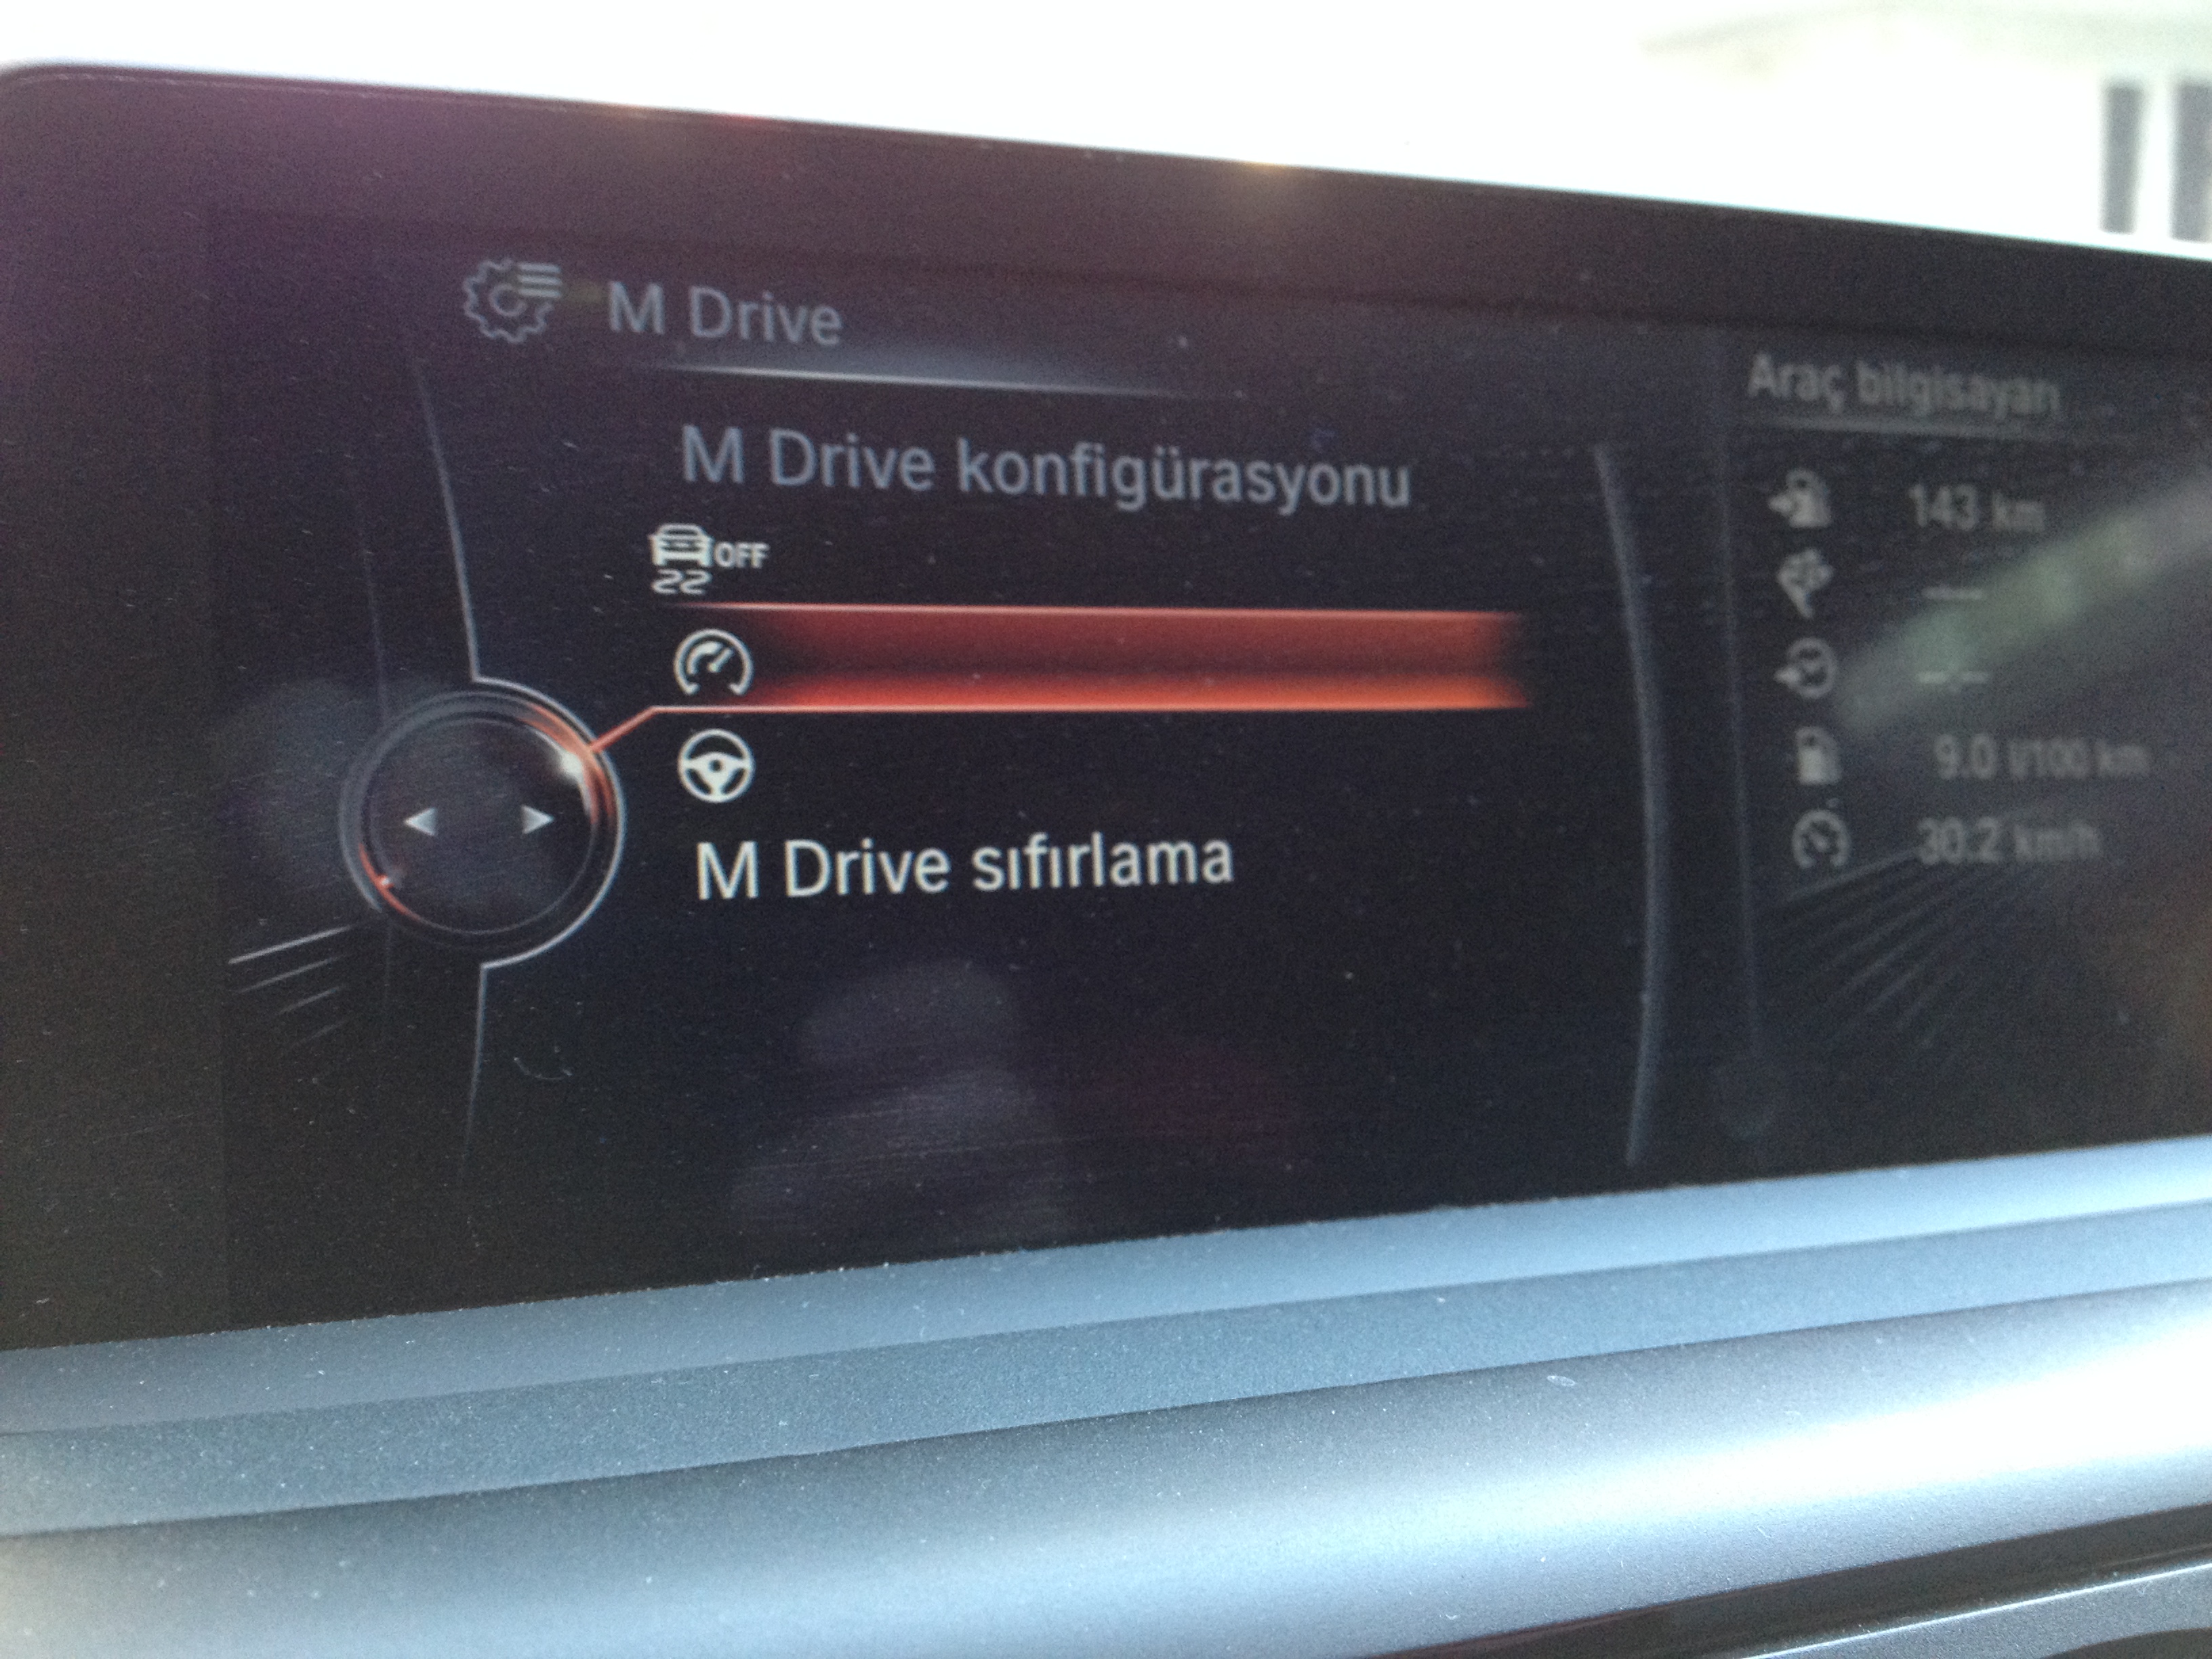 M Drive
M Drive konfigürasyonu
OFF
M Drive sıfırlama
Araç bilgisayarı
143 km
---
--:--
9.0 l/100 km
30.2 km/h